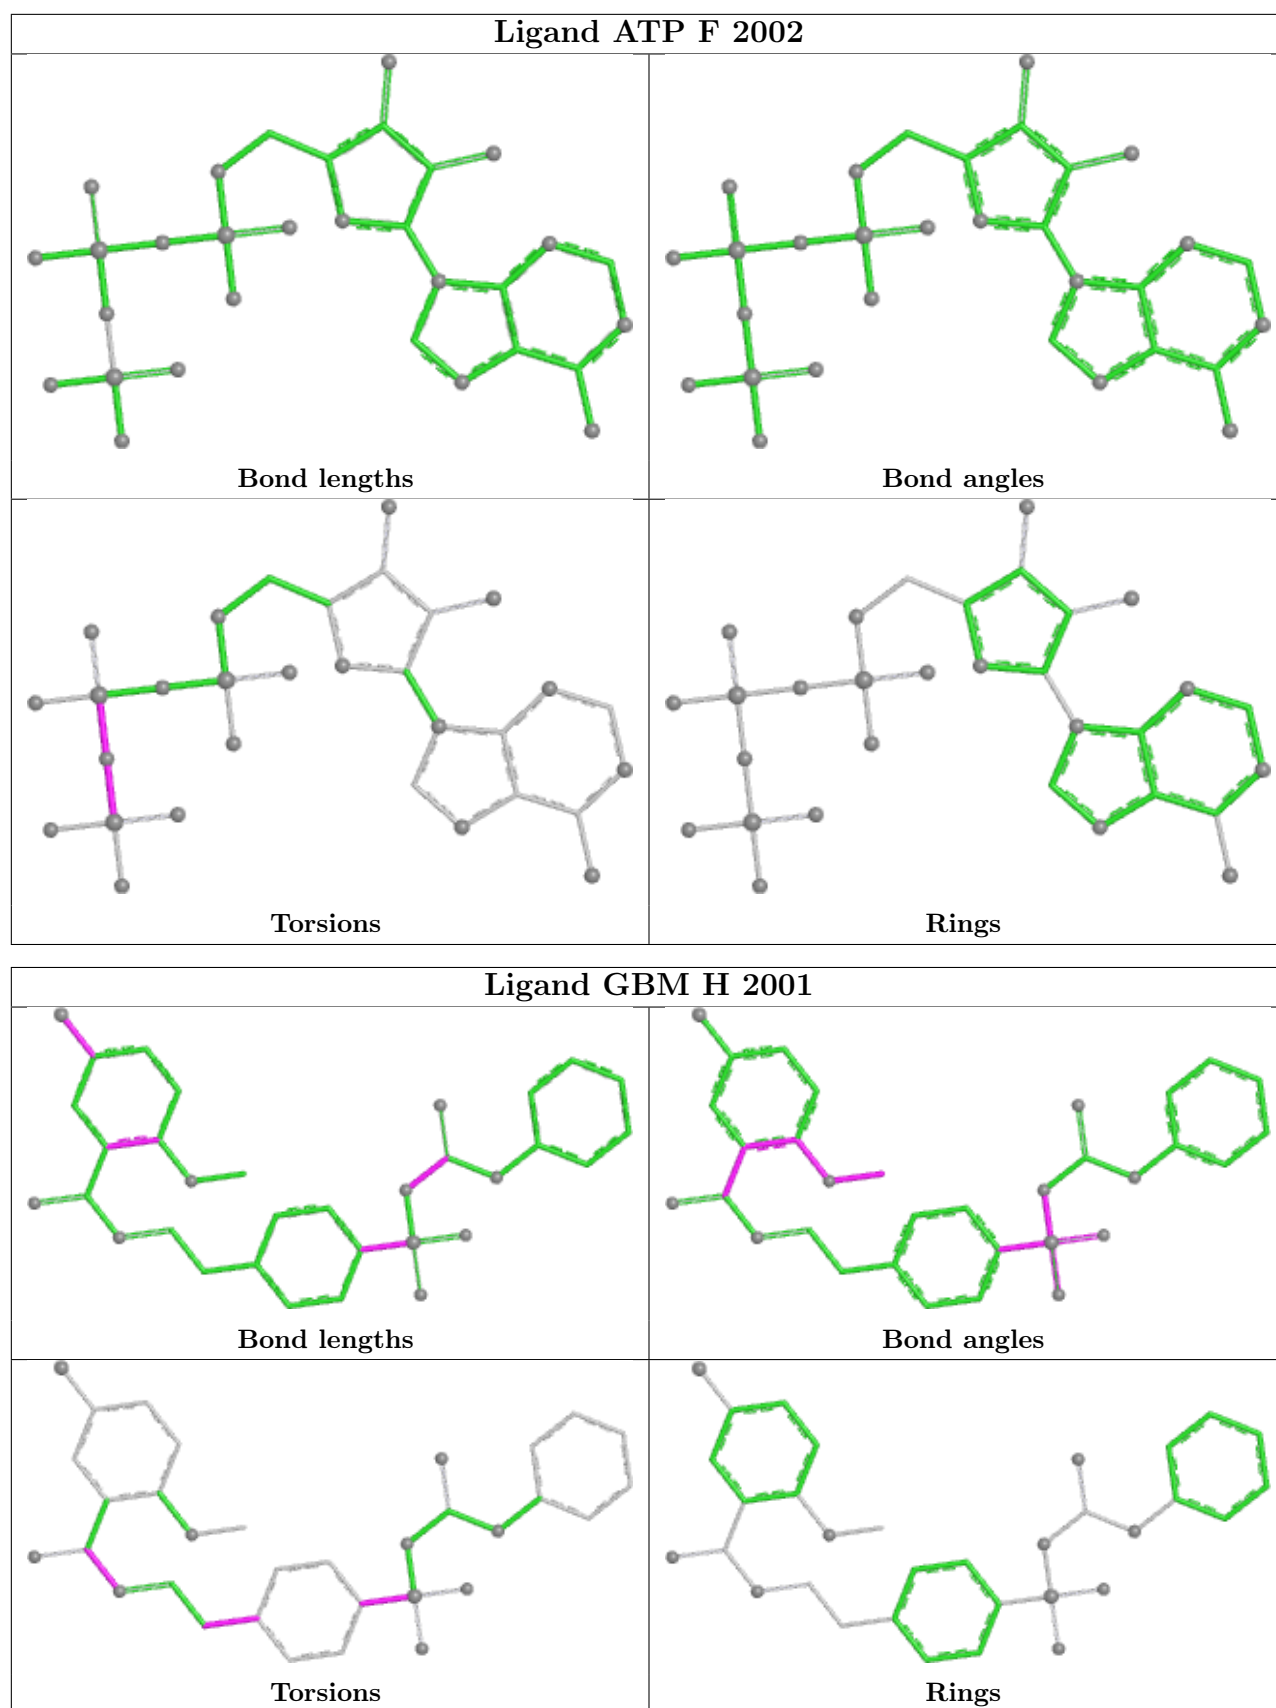 Ligand ATP F 2002
Bond lengths
Bond angles
Torsions
Rings
Ligand GBM H 2001
Bond lengths
Bond angles
Torsions
Rings